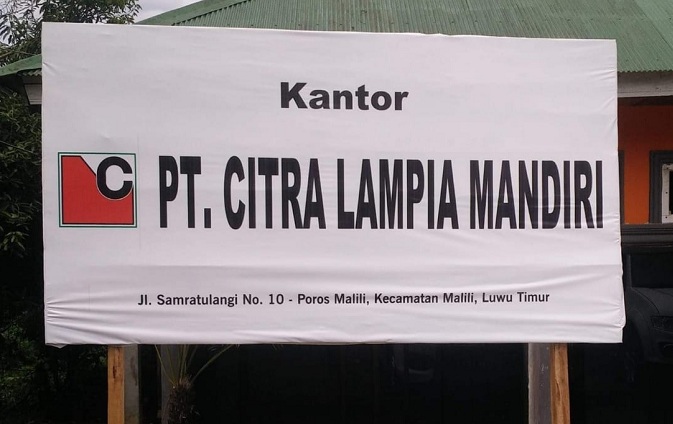 Kantor
C PT. CITRA LAMPIA MANDIRI
Jl. Samratulangi No. 10 - Poros Malili, Kecamatan Malili, Luwu Timur